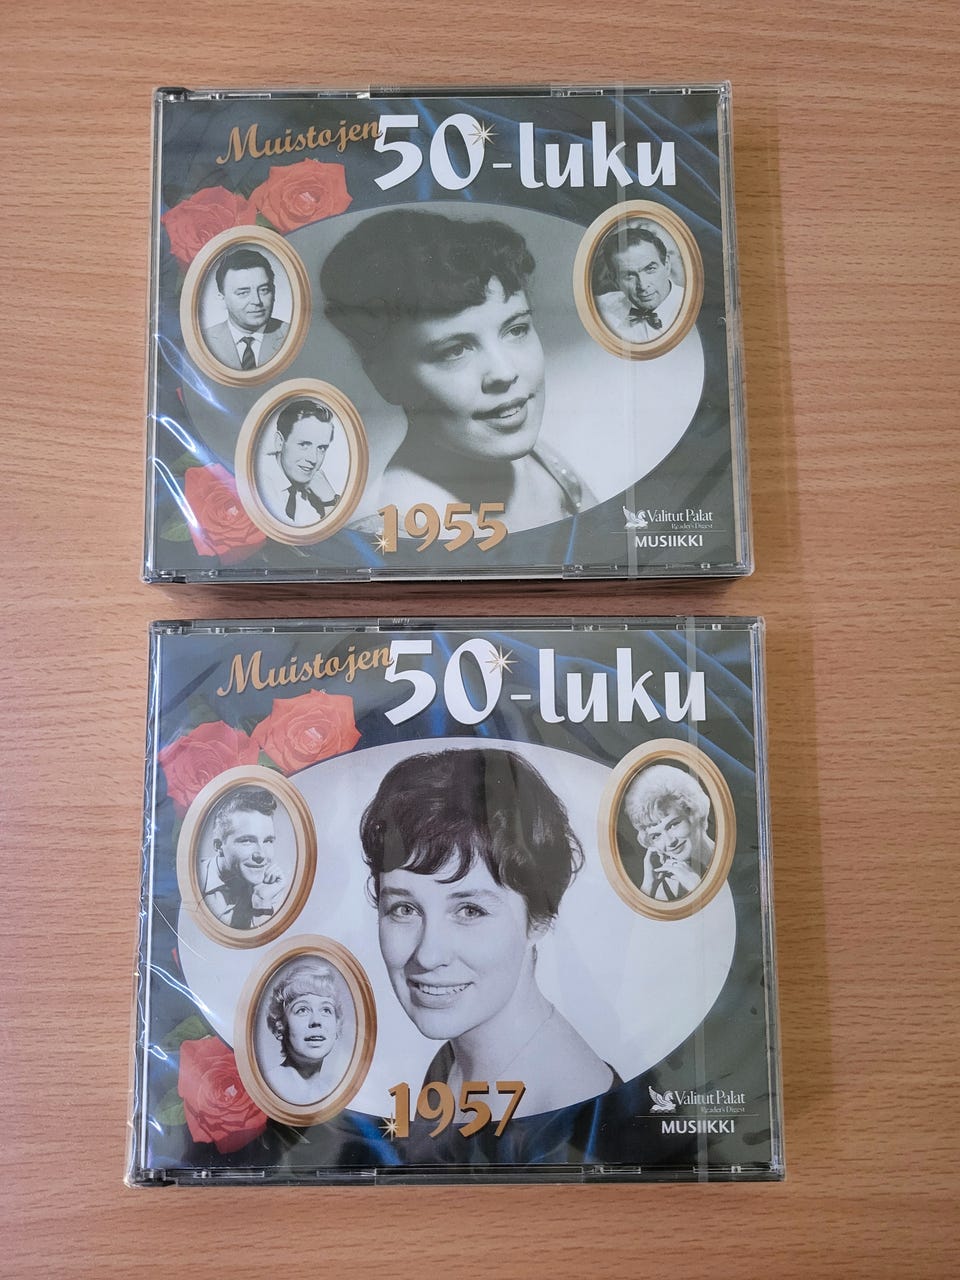 Muistojen
50-luku
1955
Valitut Palat
Reader's Digest
MUSIIKKI
Muistojen
50-luku
1957
Valitut Palat
Reader's Digest
MUSIIKKI